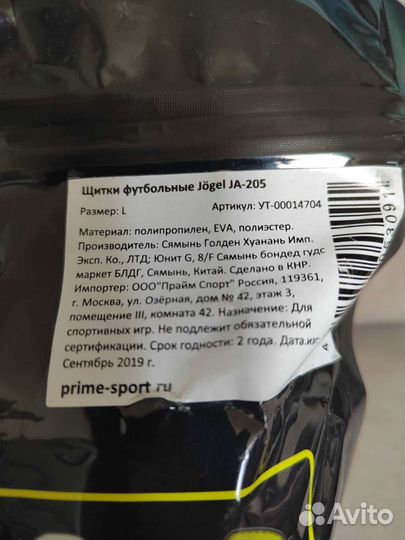 Щитки футбольные Jögel JA-205
Размер: L Артикул: УТ-00014704
Материал: полипропилен, EVA, полиэстер.
Производитель: Сямынь Голден Хуанань Имп.
Эксп. Ко., ЛТД; Юнит G, 8/F Сямынь бондед гудс
маркет БЛДГ, Сямынь, Китай. Сделано в КНР.
Импортер: ООО"Прайм Спорт" Россия, 119361,
г. Москва, ул. Озёрная, дом № 42, этаж 3,
помещение III, комната 42. Назначение: Для
спортивных игр. Не подлежит обязательной
сертификации. Срок годности: 2 года. Дата.изг
Сентябрь 2019 г.
prime-sport.ru
Avito